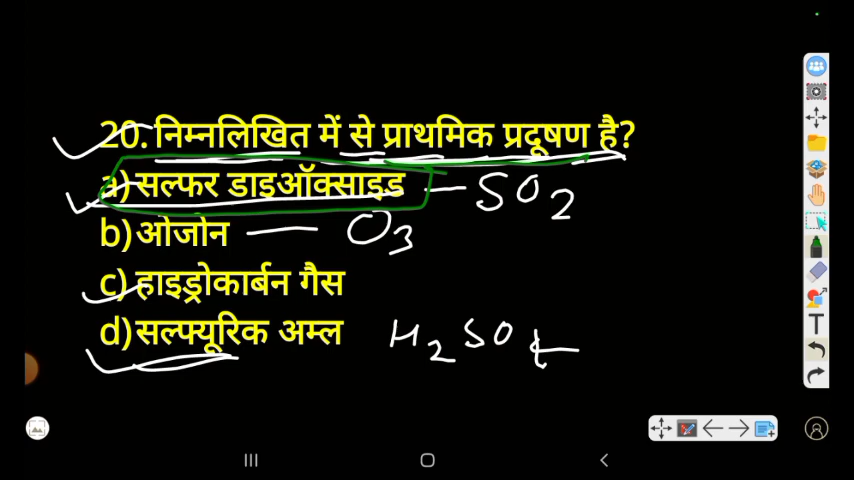 20. निम्नलिखित में से प्राथमिक प्रदूषण है?
a) सल्फर डाइऑक्साइड — SO2
b) ओजोन — O3
c) हाइड्रोकार्बन गैस
d) सल्फ्यूरिक अम्ल H2SO4
T